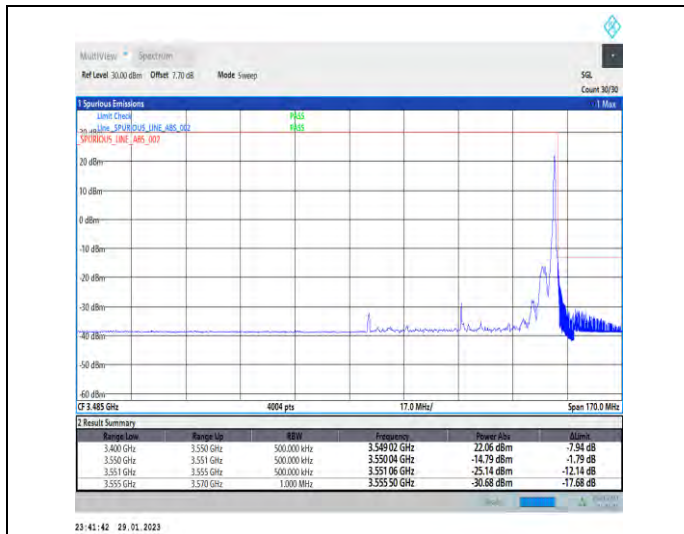 MultiView Spectrum
Ref Level 30.00 dBm Offset 7.70 dB Mode Sweep SGL
Count 30/30
1 Spurious Emissions 1 Max
Limit Check PASS
Line _SPURIOUS_LINE_ABS_002 PASS
_SPURIOUS_LINE_ABS_002
20 dBm
10 dBm
0 dBm
-10 dBm
-20 dBm
-30 dBm
-40 dBm
-50 dBm
-60 dBm
CF 3.485 GHz 4004 pts 17.0 MHz/ Span 170.0 MHz
2 Result Summary
Range Low Range Up RBW Frequency Power Abs ΔLimit
3.400 GHz 3.550 GHz 500.000 kHz 3.549 02 GHz 22.06 dBm -7.94 dB
3.550 GHz 3.551 GHz 500.000 kHz 3.550 04 GHz -14.79 dBm -1.79 dB
3.551 GHz 3.555 GHz 500.000 kHz 3.551 06 GHz -25.14 dBm -12.14 dB
3.555 GHz 3.570 GHz 1.000 MHz 3.555 50 GHz -30.68 dBm -17.68 dB
23:41:42 29.01.2023